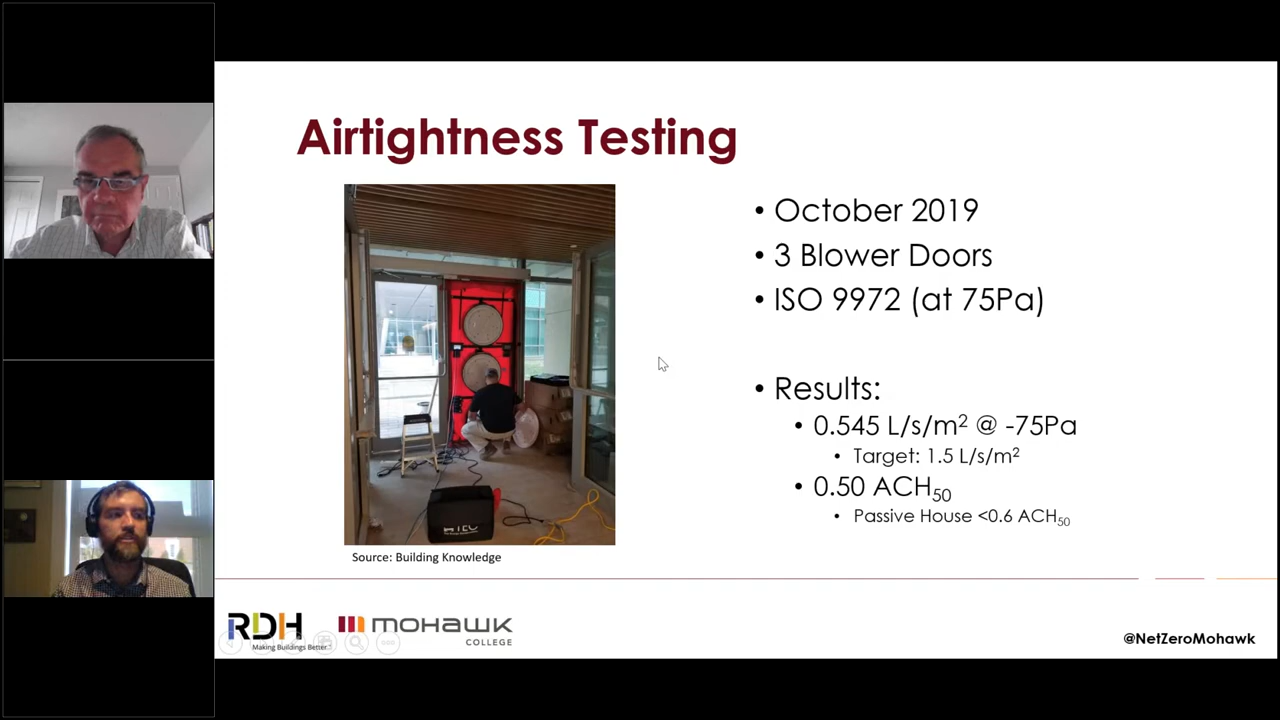 Airtightness Testing
• October 2019
• 3 Blower Doors
• ISO 9972 (at 75Pa)
• Results:
• 0.545 L/s/m² @ -75Pa
• Target: 1.5 L/s/m²
• 0.50 ACH₅₀
• Passive House <0.6 ACH₅₀
TEC
Source: Building Knowledge
RDH
Making Buildings Better
MOHAWK
COLLEGE
@NetZeroMohawk